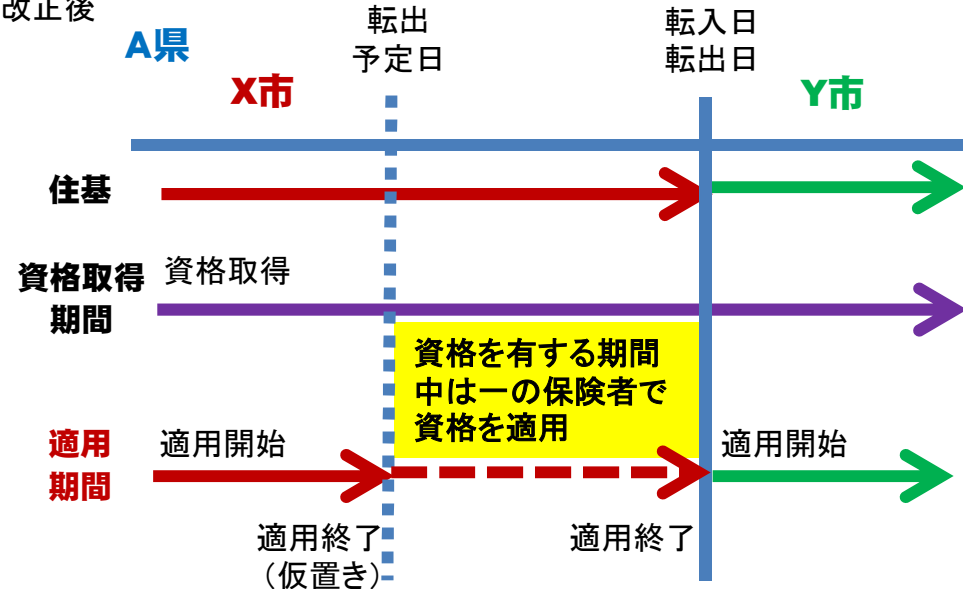 改正後
A県
転出
予定日
転入日
転出日
X市
Y市
住基
資格取得
期間
資格取得
資格を有する期間
中は一の保険者で
資格を適用
適用
期間
適用開始
適用開始
適用終了
（仮置き）
適用終了